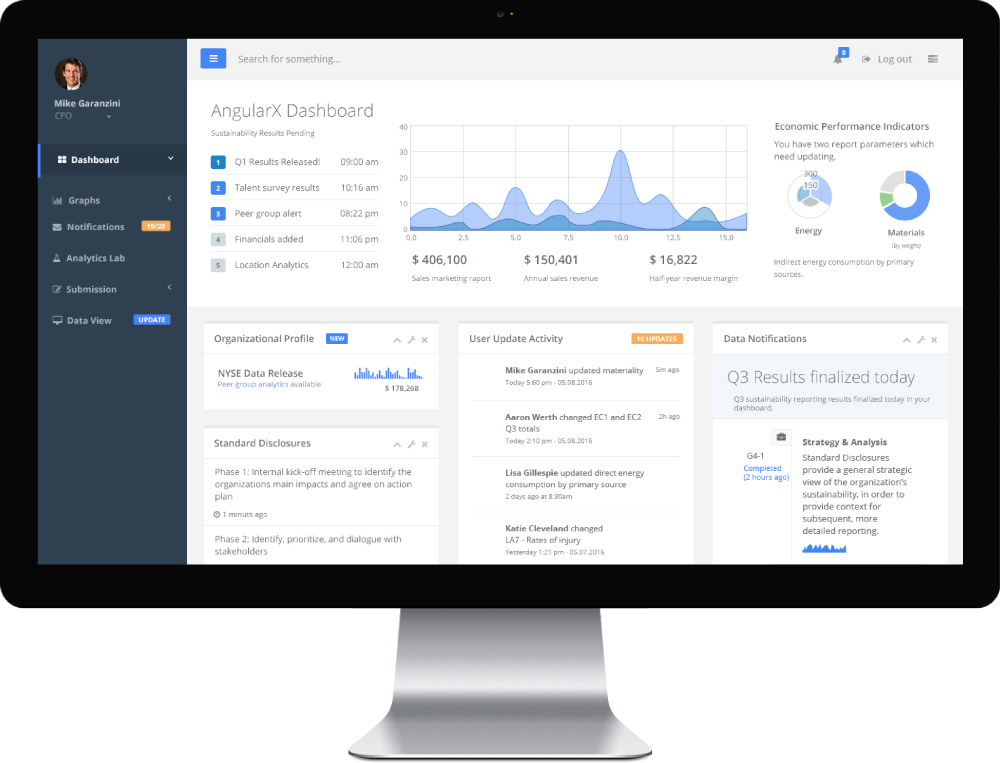 Mike Garanzini
CFO
Dashboard
Graphs
Notifications 19/20
Analytics Lab
Submission
Data View UPDATE
Search for something...
8
Log out
AngularX Dashboard
Sustainability Results Pending
1 Q1 Results Released! 09:00 am
2 Talent survey results 10:16 am
3 Peer group alert 08:22 pm
4 Financials added 11:06 pm
5 Location Analytics 12:00 am
40
30
20
10
0
0.0 2.5 5.0 7.5 10.0 12.5 15.0
$ 406,100
Sales marketing raport
$ 150,401
Annual sales revenue
$ 16,822
Half-year revenue margin
Economic Performance Indicators
You have two report parameters which
need updating.
300
150
Energy
Materials
(by weight)
Indirect energy consumption by primary
sources.
Organizational Profile NEW
NYSE Data Release
Peer group analytics available
$ 178,268
Standard Disclosures
Phase 1: Internal kick-off meeting to identify the
organizations main impacts and agree on action
plan
1 minuts ago
Phase 2: Identify, prioritize, and dialogue with
stakeholders
User Update Activity 10 UPDATES
Mike Garanzini updated materiality 5m ago
Today 5:60 pm - 05.08.2016
Aaron Werth changed EC1 and EC2 2h ago
Q3 totals
Today 2:10 pm - 05.08.2016
Lisa Gillespie updated direct energy
consumption by primary source
2 days ago at 8:30am
Katie Cleveland changed
LA7 - Rates of injury
Yesterday 1:21 pm - 05.07.2016
Data Notifications
Q3 Results finalized today
Q3 sustainability reporting results finalized today in your
dashboard.
G4-1
Completed
(2 hours ago)
Strategy & Analysis
Standard Disclosures
provide a general strategic
view of the organization's
sustainability, in order to
provide context for
subsequent, more
detailed reporting.